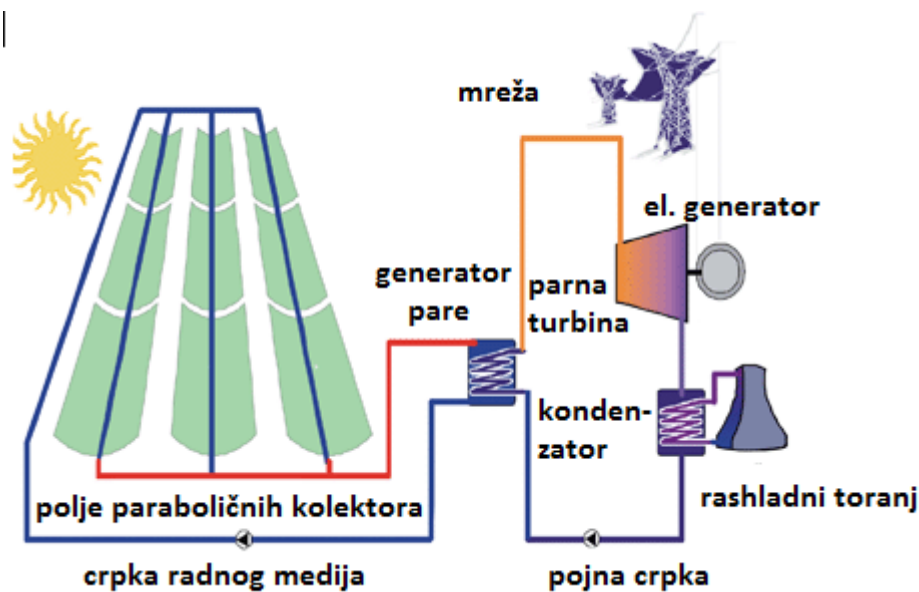 mreža
el. generator
generator
pare
parna
turbina
konden-
zator
rashladni toranj
polje paraboličnih kolektora
crpka radnog medija
pojna crpka